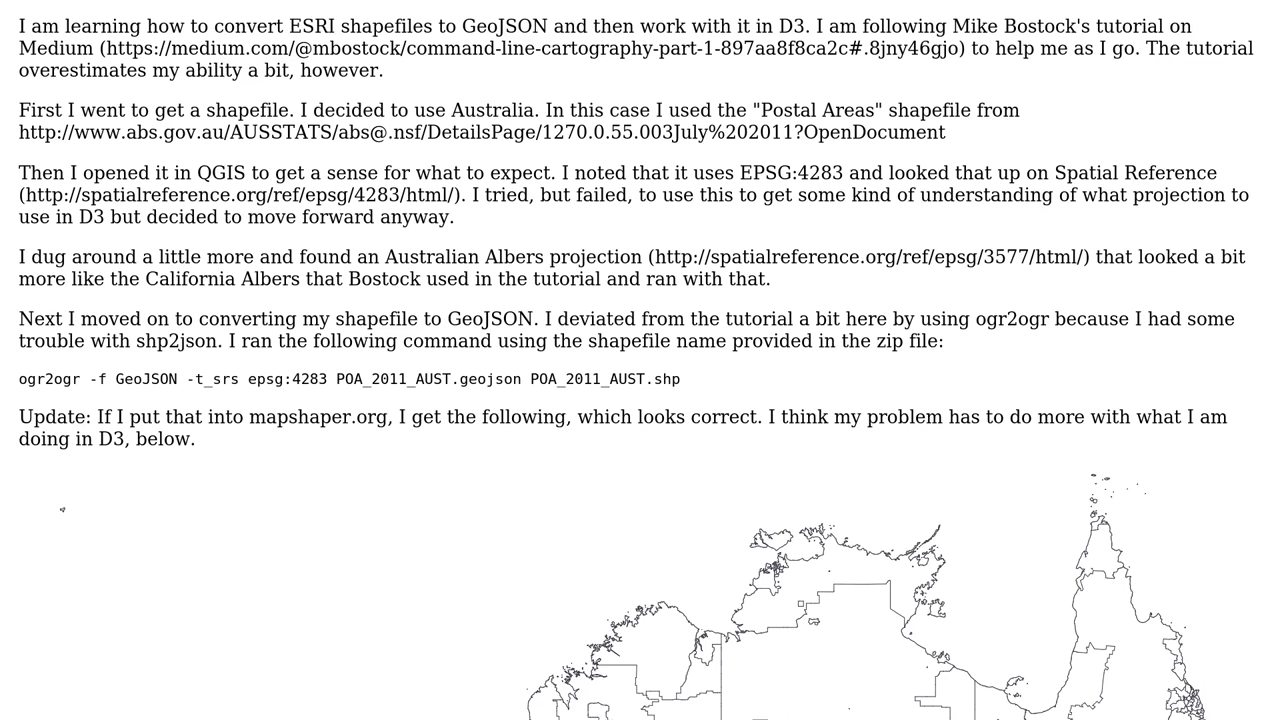 I am learning how to convert ESRI shapefiles to GeoJSON and then work with it in D3. I am following Mike Bostock's tutorial on
Medium (https://medium.com/@mbostock/command-line-cartography-part-1-897aa8f8ca2c#.8jny46gjo) to help me as I go. The tutorial
overestimates my ability a bit, however.
First I went to get a shapefile. I decided to use Australia. In this case I used the "Postal Areas" shapefile from
http://www.abs.gov.au/AUSSTATS/abs@.nsf/DetailsPage/1270.0.55.003July%202011?OpenDocument
Then I opened it in QGIS to get a sense for what to expect. I noted that it uses EPSG:4283 and looked that up on Spatial Reference
(http://spatialreference.org/ref/epsg/4283/html/). I tried, but failed, to use this to get some kind of understanding of what projection to
use in D3 but decided to move forward anyway.
I dug around a little more and found an Australian Albers projection (http://spatialreference.org/ref/epsg/3577/html/) that looked a bit
more like the California Albers that Bostock used in the tutorial and ran with that.
Next I moved on to converting my shapefile to GeoJSON. I deviated from the tutorial a bit here by using ogr2ogr because I had some
trouble with shp2json. I ran the following command using the shapefile name provided in the zip file:
ogr2ogr -f GeoJSON -t_srs epsg:4283 POA_2011_AUST.geojson POA_2011_AUST.shp
Update: If I put that into mapshaper.org, I get the following, which looks correct. I think my problem has to do more with what I am
doing in D3, below.